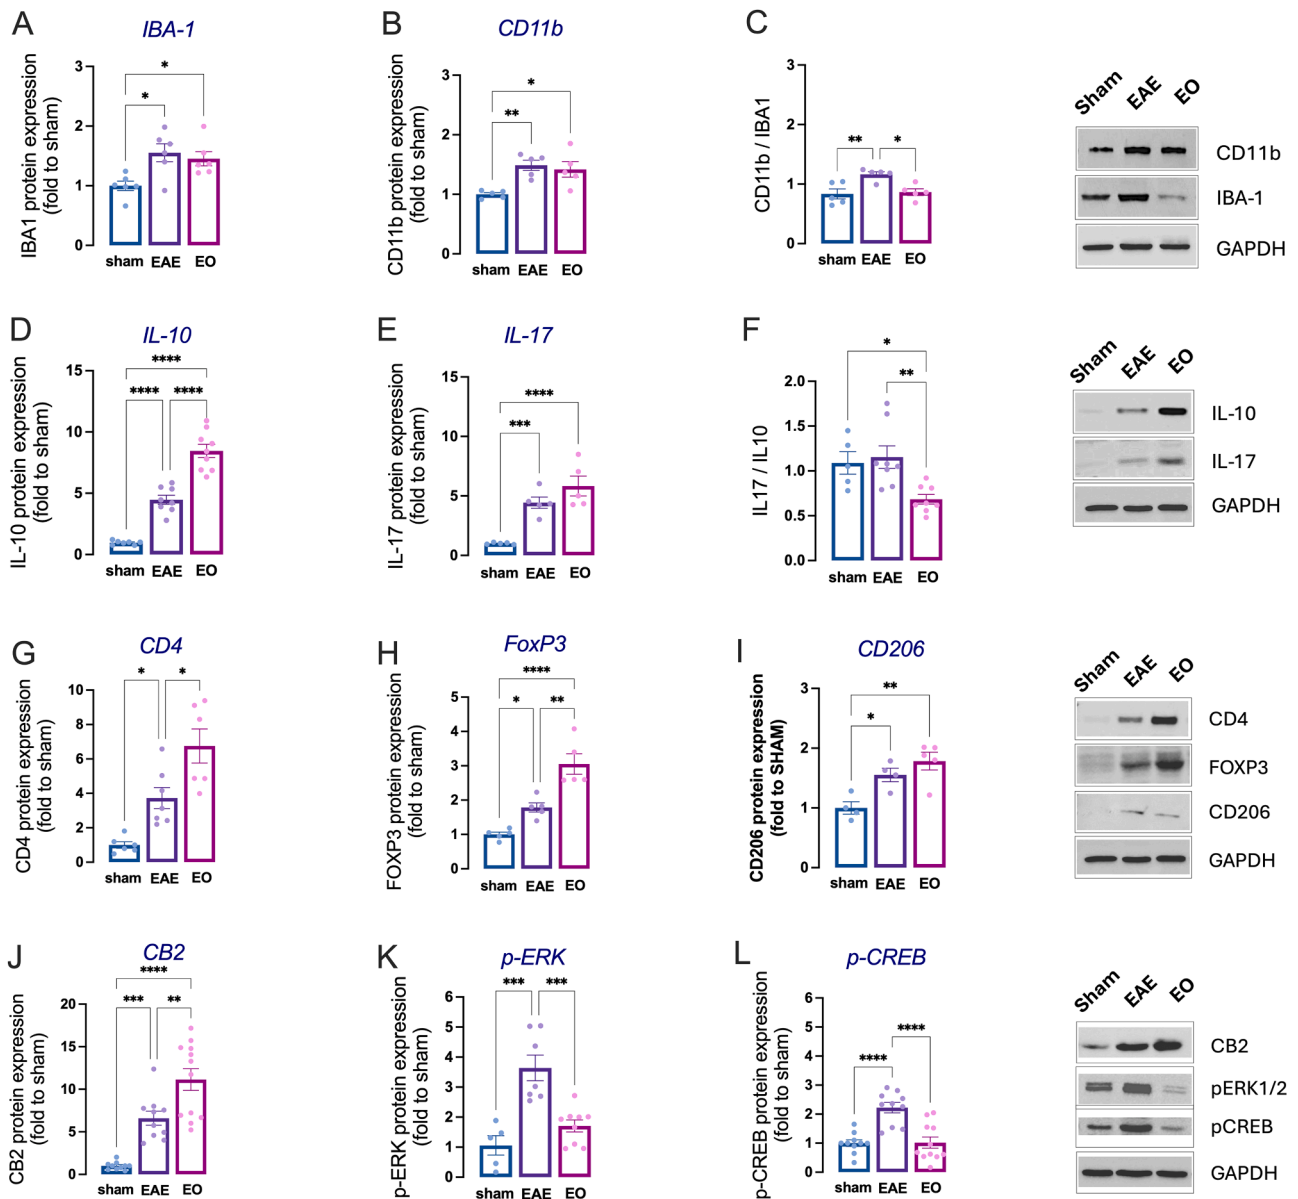 A
IBA-1
IBA1 protein expression
(fold to sham)
3
2
1
0
*
*
sham EAE EO
B
CD11b
CD11b protein expression
(fold to sham)
3
2
1
0
*
**
sham EAE EO
C
CD11b / IBA1
3
2
1
0
** *
sham EAE EO
Sham EAE EO
CD11b
IBA-1
GAPDH
D
IL-10
IL-10 protein expression
(fold to sham)
15
10
5
0
****
**** ****
sham EAE EO
E
IL-17
IL-17 protein expression
(fold to sham)
15
10
5
0
****
***
sham EAE EO
F
IL17 / IL10
2.0
1.5
1.0
0.5
0.0
*
**
sham EAE EO
Sham EAE EO
IL-10
IL-17
GAPDH
G
CD4
CD4 protein expression
(fold to sham)
10
8
6
4
2
0
* *
sham EAE EO
H
FoxP3
FOXP3 protein expression
(fold to sham)
5
4
3
2
1
0
****
* **
sham EAE EO
I
CD206
CD206 protein expression
(fold to SHAM)
3
2
1
0
**
*
sham EAE EO
Sham EAE EO
CD4
FOXP3
CD206
GAPDH
J
CB2
CB2 protein expression
(fold to sham)
20
15
10
5
0
****
*** **
sham EAE EO
K
p-ERK
p-ERK protein expression
(fold to sham)
6
5
4
3
2
1
0
*** ***
sham EAE EO
L
p-CREB
p-CREB protein expression
(fold to sham)
6
5
4
3
2
1
0
****
****
sham EAE EO
Sham EAE EO
CB2
pERK1/2
pCREB
GAPDH